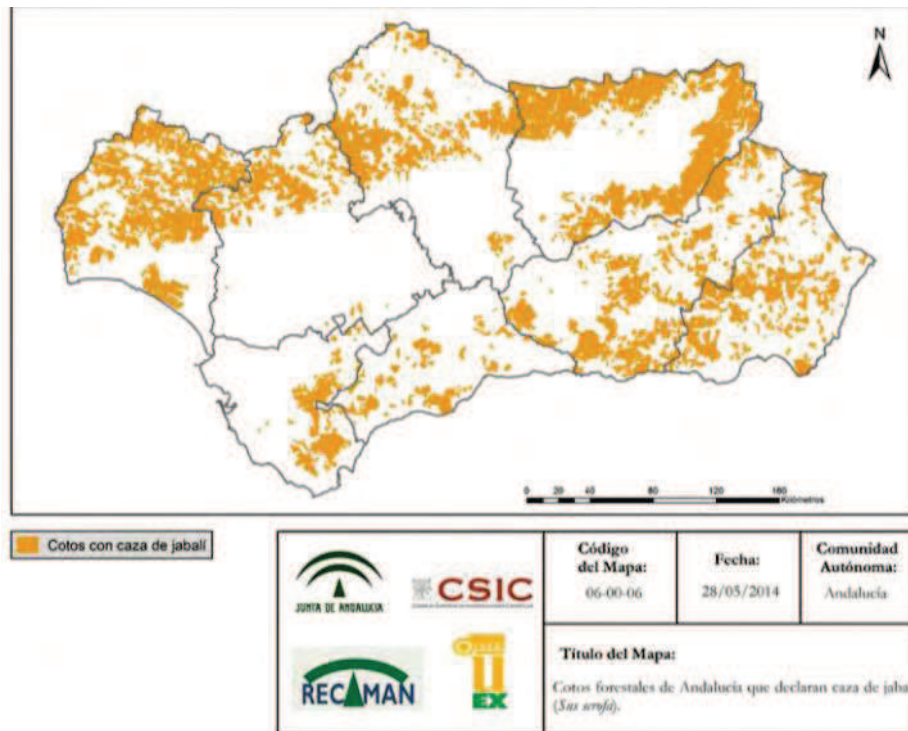 N
0 20 40 80 120 160
Kilómetros
Cotos con caza de jabalí
JUNTA DE ANDALUCIA
CSIC
RECAMAN
UEX
Código
del Mapa:
06-00-06
Fecha:
28/05/2014
Comunidad
Autónoma:
Andalucía
Título del Mapa:
Cotos forestales de Andalucía que declaran caza de jaba
(Sus scrofa).